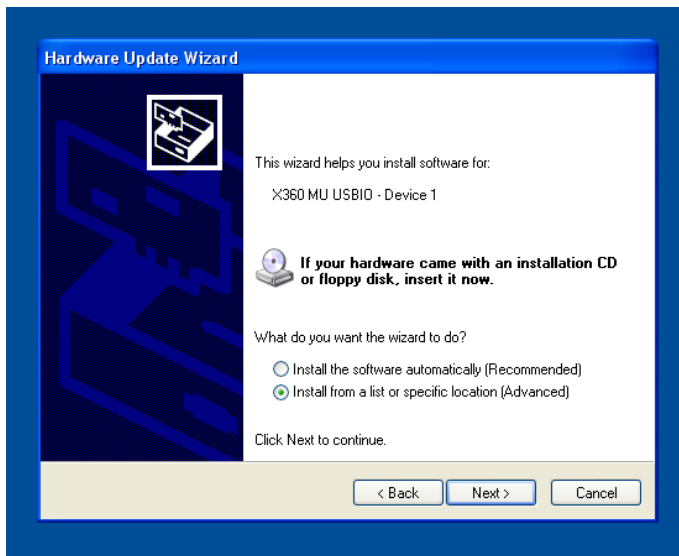 Hardware Update Wizard
This wizard helps you install software for:
X360 MU USBIO - Device 1
If your hardware came with an installation CD
or floppy disk, insert it now.
What do you want the wizard to do?
Install the software automatically (Recommended)
Install from a list or specific location (Advanced)
Click Next to continue.
< Back
Next >
Cancel